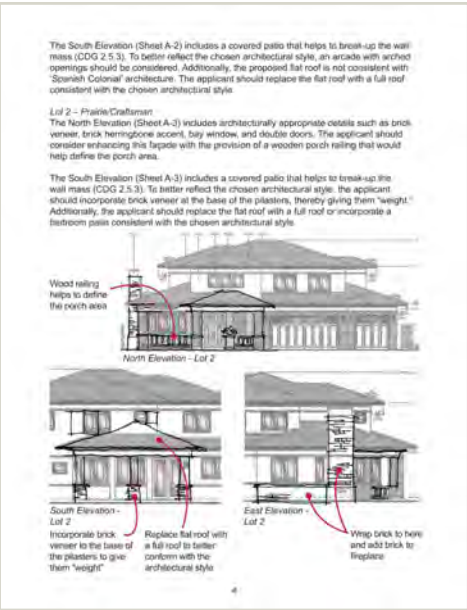 The South Elevation (Sheet A-2) includes a covered patio that helps to break-up the wall
mass (CDG 2.5.3). To better reflect the chosen architectural style, an arcade with arched
openings should be considered. Additionally, the proposed flat roof is not consistent with
'Spanish Colonial' architecture. The applicant should replace the flat roof with a full roof
consistent with the chosen architectural style.
Lot 2 – Prairie/Craftsman
The North Elevation (Sheet A-3) includes architecturally appropriate details such as brick
veneer, brick herringbone accent, bay window, and double doors. The applicant should
consider enhancing this façade with the provision of a wooden porch railing that would
help define the porch area.
The South Elevation (Sheet A-3) includes a covered patio that helps to break-up the
wall mass (CDG 2.5.3). To better reflect the chosen architectural style, the applicant
should incorporate brick veneer at the base of the pilasters, thereby giving them "weight."
Additionally, the applicant should replace the flat roof with a full roof or incorporate a
bedroom patio consistent with the chosen architectural style.
Wood railing
helps to define
the porch area
North Elevation - Lot 2
South Elevation -
Lot 2
Incorporate brick
veneer to the base of
the pilasters to give
them "weight"
Replace flat roof with
a full roof to better
conform with the
architectural style
East Elevation -
Lot 2
Wrap brick to here
and add brick to
fireplace
4